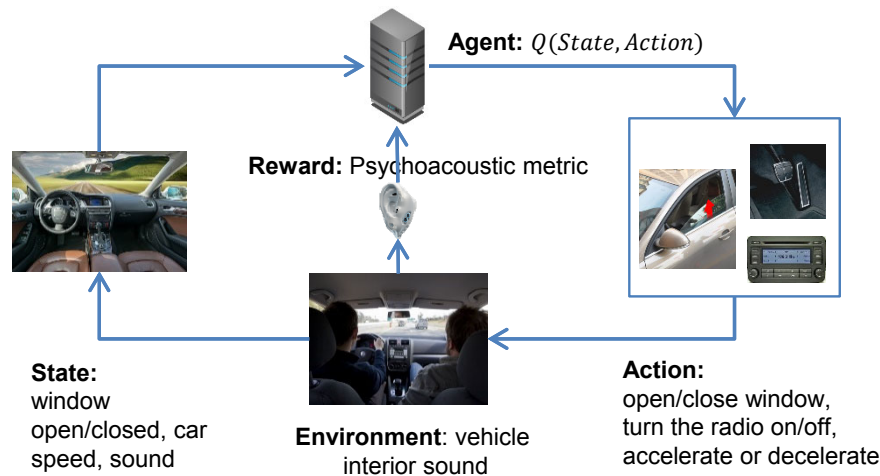 Agent: Q(State, Action)
Reward: Psychoacoustic metric
State:
window
open/closed, car
speed, sound
Environment: vehicle
interior sound
Action:
open/close window,
turn the radio on/off,
accelerate or decelerate